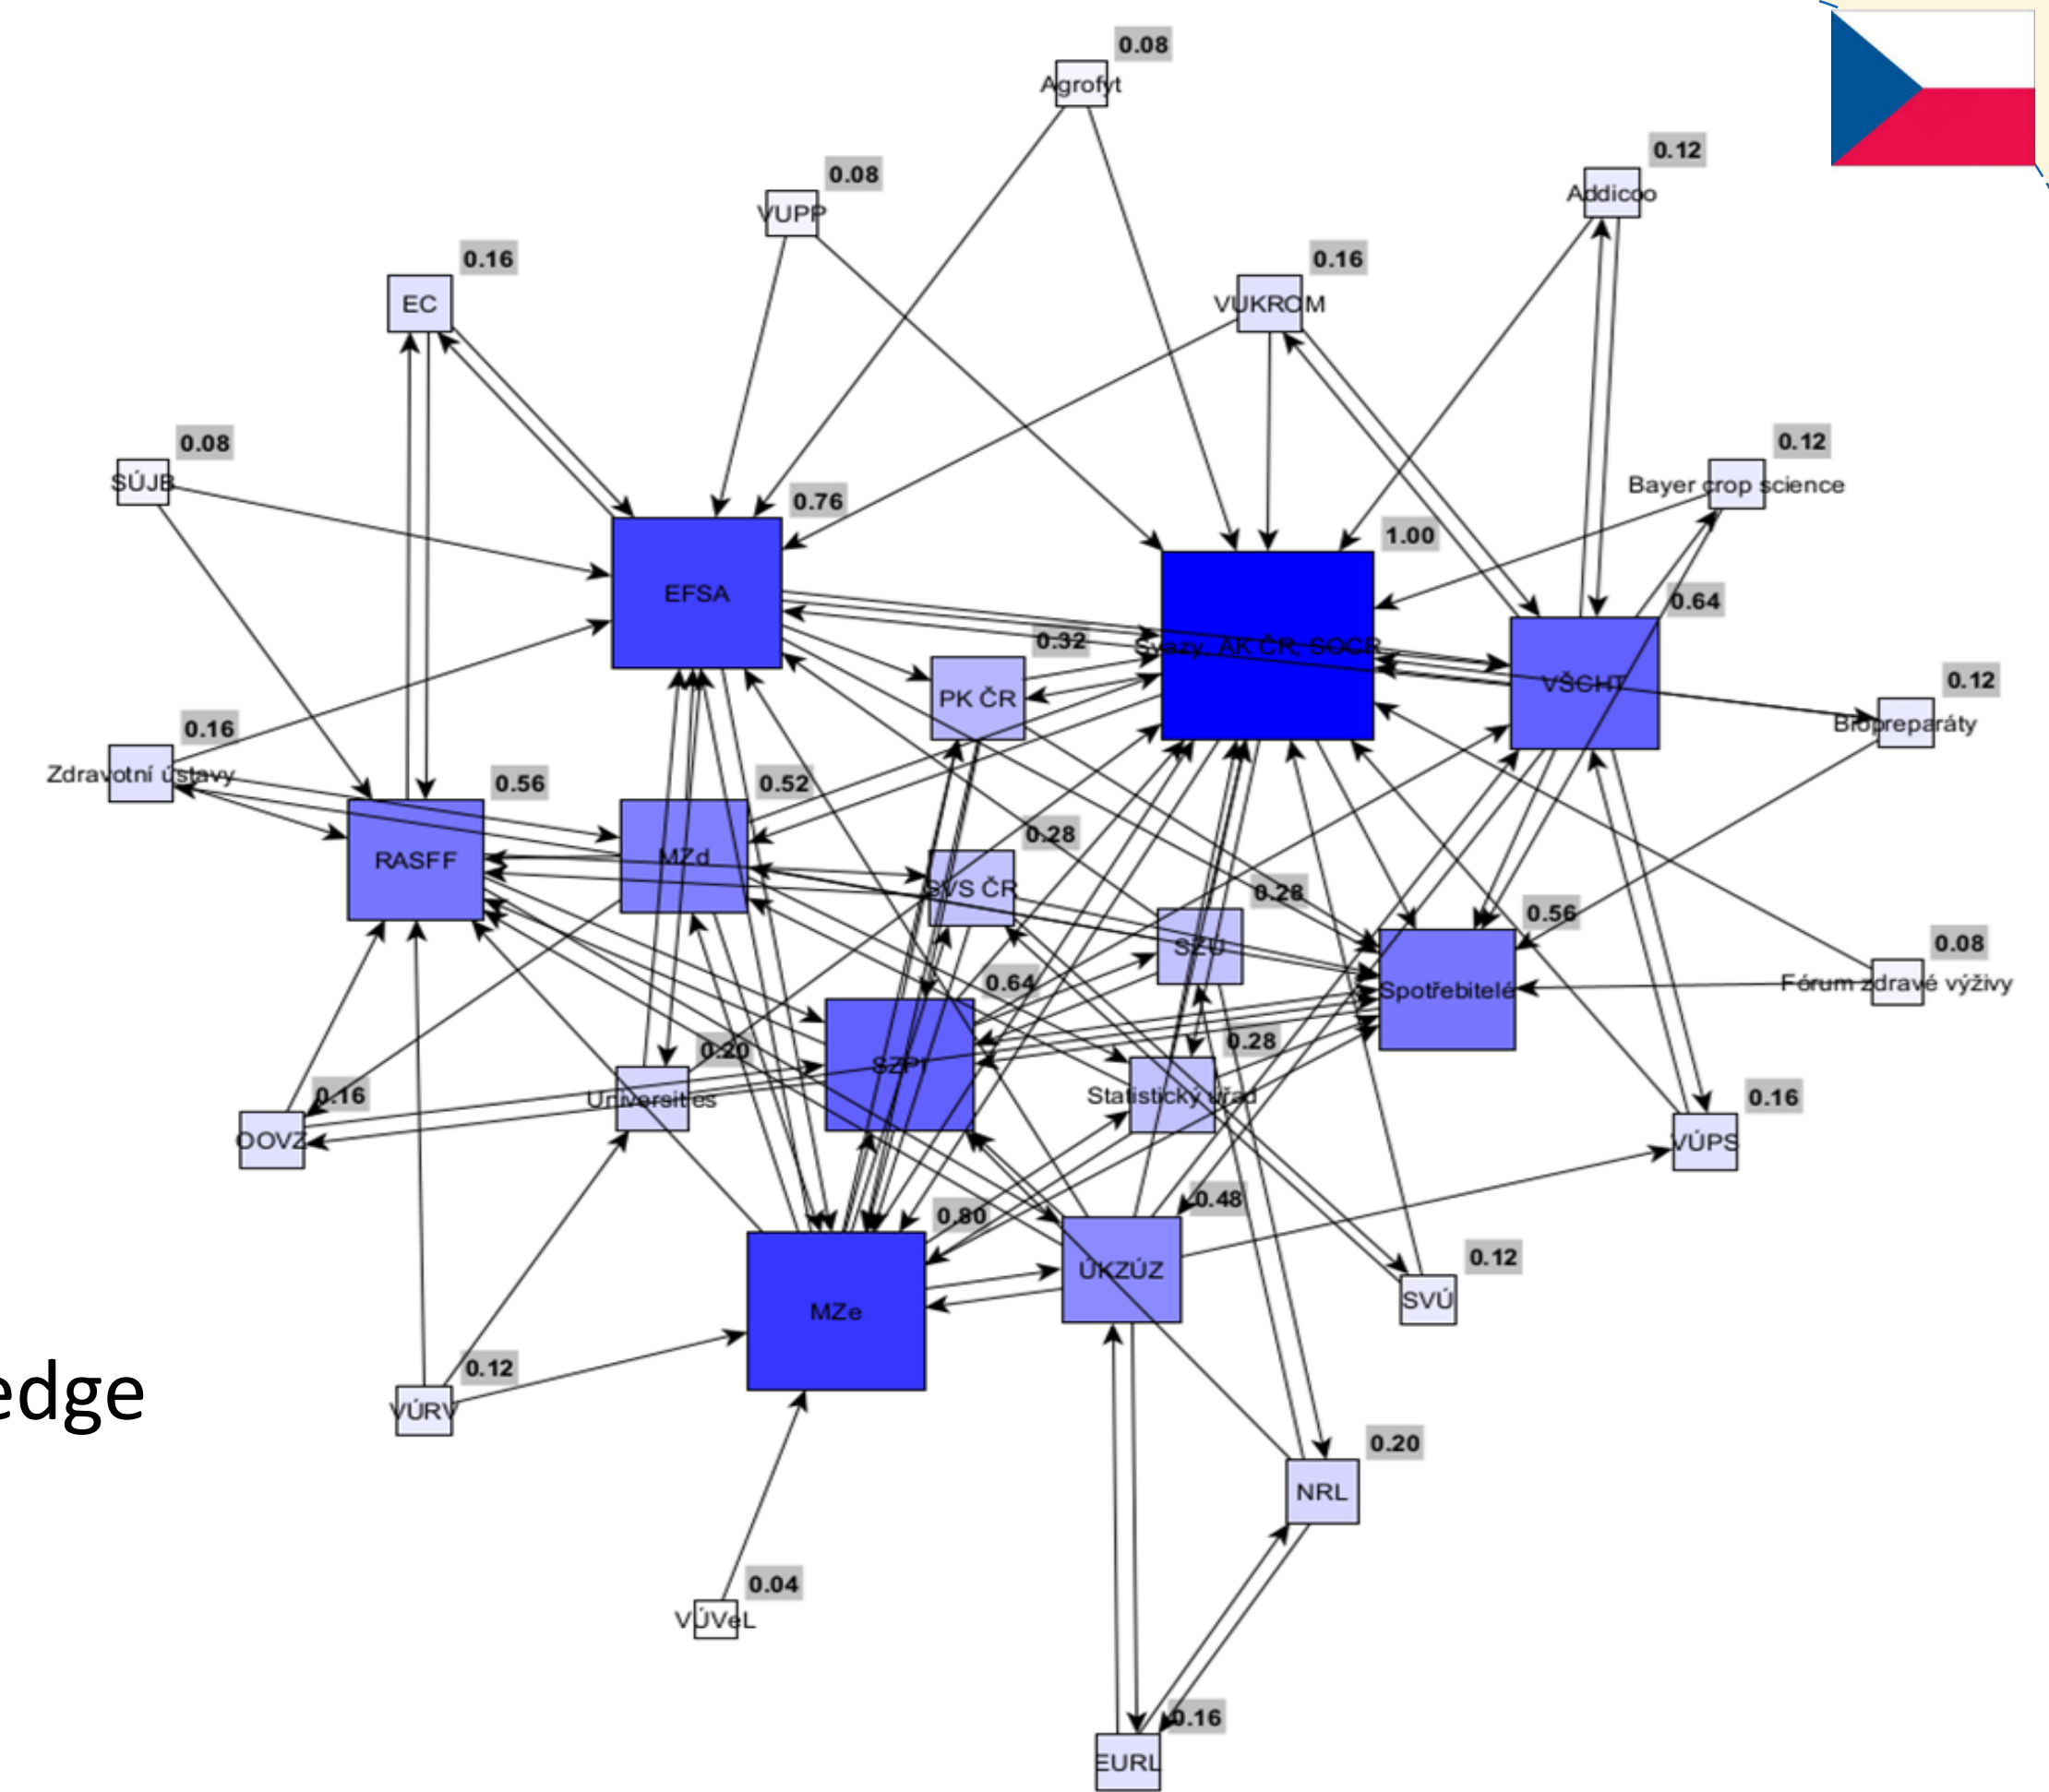 0.08
Agrofyt
0.12
Addicoo
0.08
VUPP
0.16
EC
0.16
VUKROM
0.08
SÚJB
0.12
Bayer crop science
0.76
EFSA
1.00
Svazy, AK ČR, SOCR
0.64
VŠCHT
0.32
PK ČR
0.12
Biopreparáty
0.16
Zdravotní ústavy
0.56
RASFF
0.52
MZd
0.28
SVS ČR
0.28
SZÚ
0.56
Spotřebitelé
0.08
Fórum zdravé výživy
0.64
SZPI
0.20
Universities
0.28
Statistický úřad
0.16
OOVZ
0.16
VÚPS
0.80
MZe
0.48
ÚKZÚZ
0.12
SVÚ
edge
0.12
VÚRV
0.20
NRL
0.04
VÚVeL
0.16
EURL